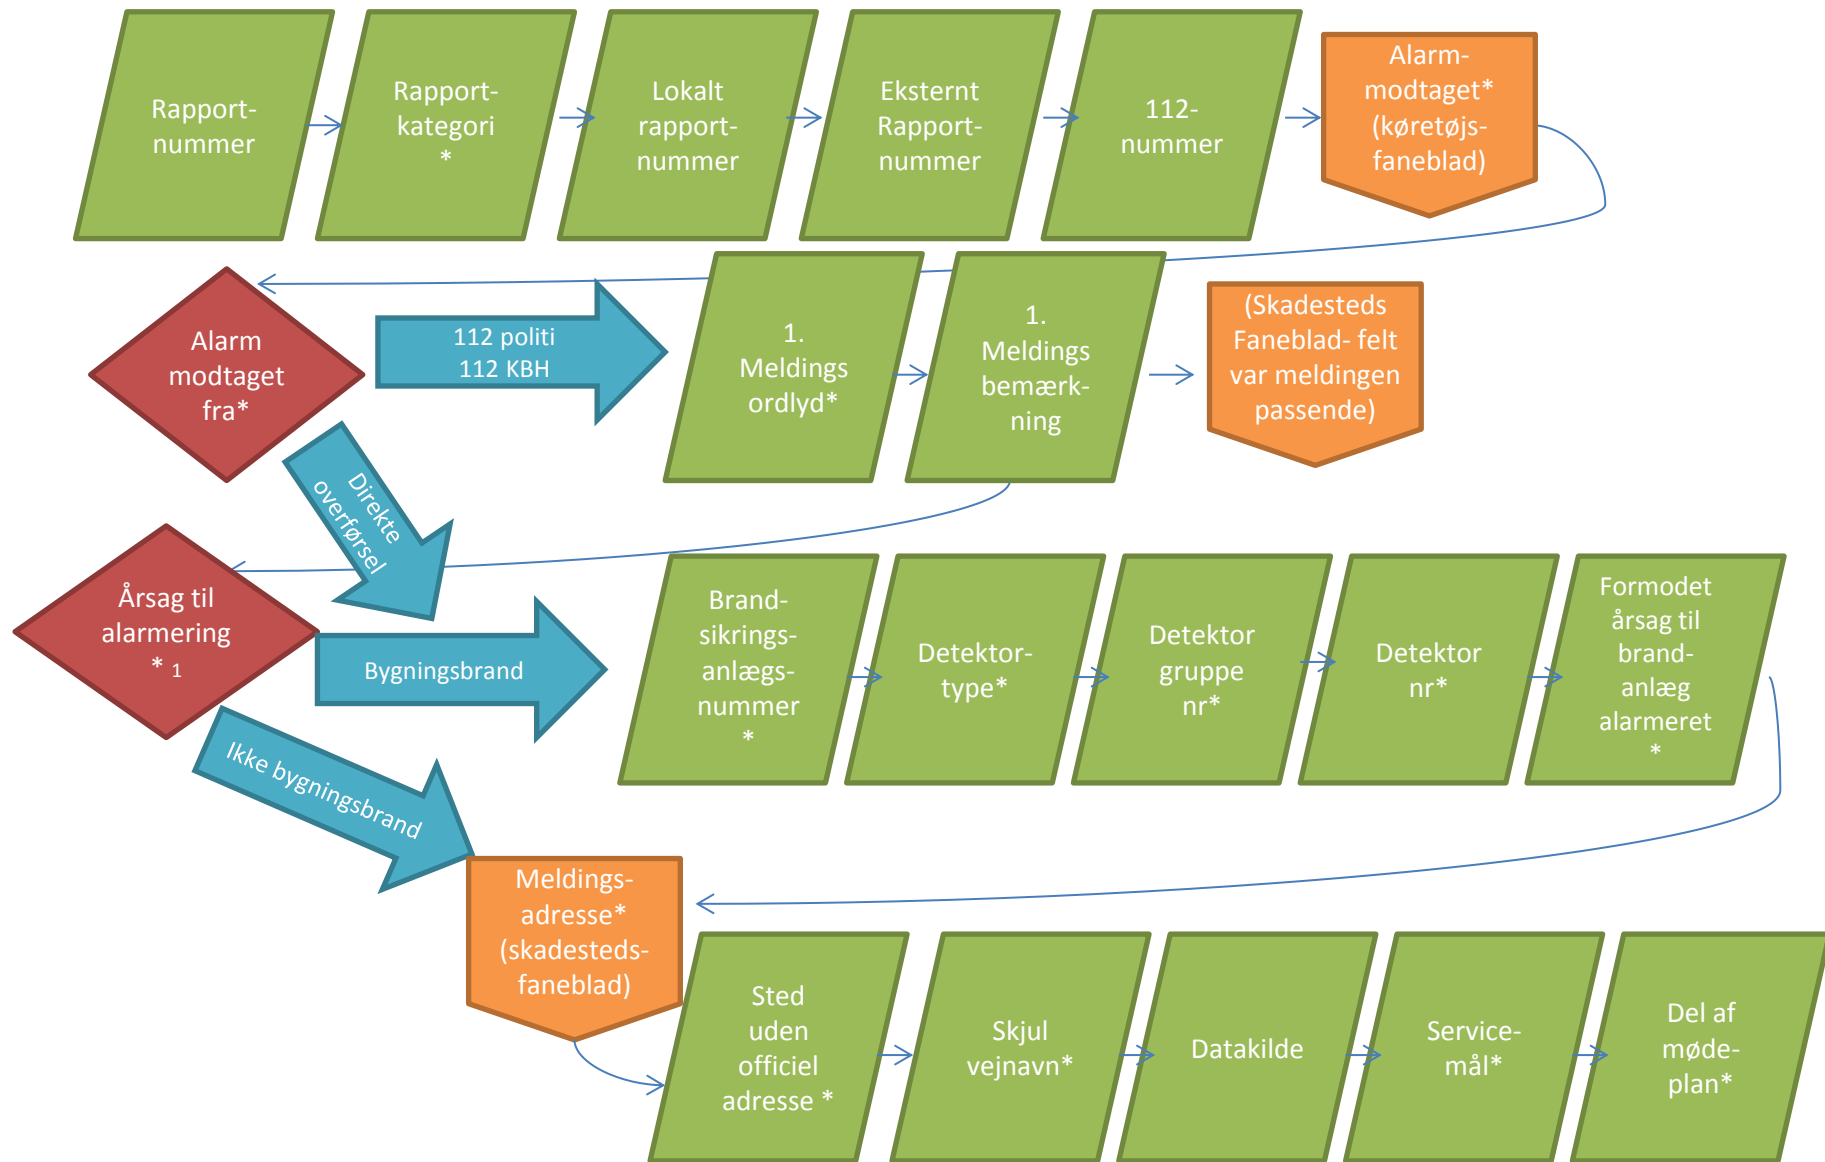 Rapport-
nummer
Rapport-
kategori
*
Lokalt
rapport-
nummer
Eksternt
Rapport-
nummer
112-
nummer
Alarm-
modtaget*
(køretøjs-
faneblad)
Alarm
modtaget
fra*
112 politi
112 KBH
1.
Meldings
ordlyd*
1.
Meldings
bemærk-
ning
(Skadesteds
Faneblad- felt
var meldingen
passende)
Direkte
overførsel
Årsag til
alarmering
* 1
Bygningsbrand
Brand-
sikrings-
anlægs-
nummer
*
Detektor-
type*
Detektor
gruppe
nr*
Detektor
nr*
Formodet
årsag til
brand-
anlæg
alarmeret
*
Ikke bygningsbrand
Meldings-
adresse*
(skadesteds-
faneblad)
Sted
uden
officiel
adresse *
Skjul
vejnavn*
Datakilde
Service-
mål*
Del af
møde-
plan*